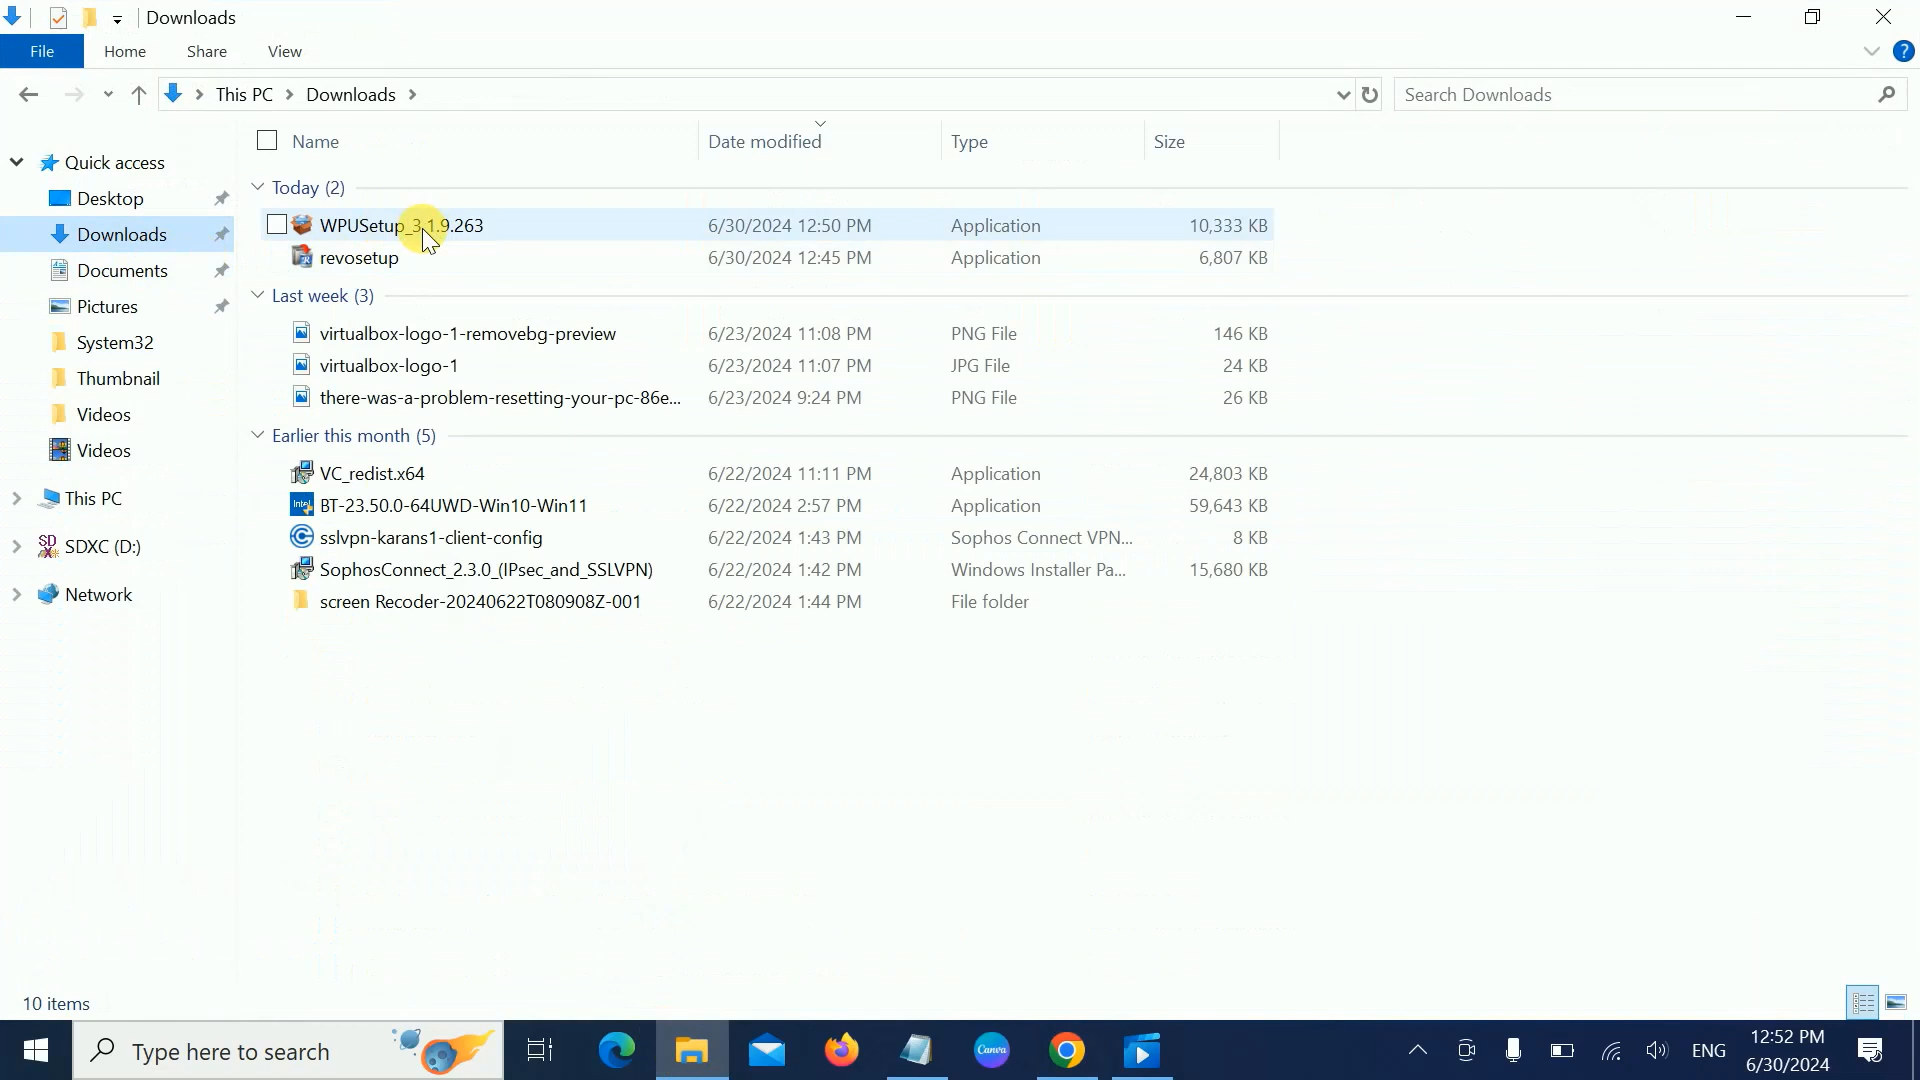 Downloads
File Home Share View
This PC Downloads Search Downloads
Name Date modified Type Size
Quick access
Desktop
Downloads
Documents
Pictures
System32
Thumbnail
Videos
Videos
This PC
SDXC (D:)
Network
Today (2)
WPUSetup_3.1.9.263 6/30/2024 12:50 PM Application 10,333 KB
revosetup 6/30/2024 12:45 PM Application 6,807 KB
Last week (3)
virtualbox-logo-1-removebg-preview 6/23/2024 11:08 PM PNG File 146 KB
virtualbox-logo-1 6/23/2024 11:07 PM JPG File 24 KB
there-was-a-problem-resetting-your-pc-86e... 6/23/2024 9:24 PM PNG File 26 KB
Earlier this month (5)
VC_redist.x64 6/22/2024 11:11 PM Application 24,803 KB
BT-23.50.0-64UWD-Win10-Win11 6/22/2024 2:57 PM Application 59,643 KB
sslvpn-karans1-client-config 6/22/2024 1:43 PM Sophos Connect VPN... 8 KB
SophosConnect_2.3.0_(IPsec_and_SSLVPN) 6/22/2024 1:42 PM Windows Installer Pa... 15,680 KB
screen Recoder-20240622T080908Z-001 6/22/2024 1:44 PM File folder
10 items
Type here to search Canva ENG 12:52 PM
6/30/2024